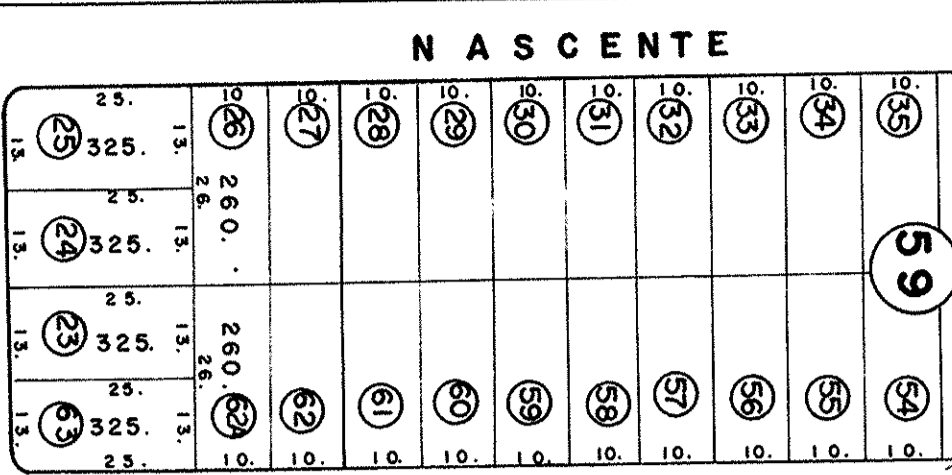 NASCENTE
25. 10 10. 10. 10. 10. 10. 10. 10. 10. 10.
13. 25 325. 13. 26 27 28 29 30 31 32 33 34 35
25. 26. 260.
13. 24 325. 13. 59
25.
13. 23 325. 13. 26. 260.
25.
13. 63 325. 13. 62A 62 61 60 59 58 57 56 55 54
25. 10. 10. 10. 10. 10. 10. 10. 10. 10. 10.